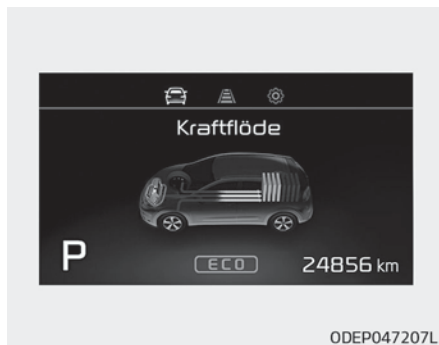 Kraftflöde
P
ECO
24856 km
ODEP047207L